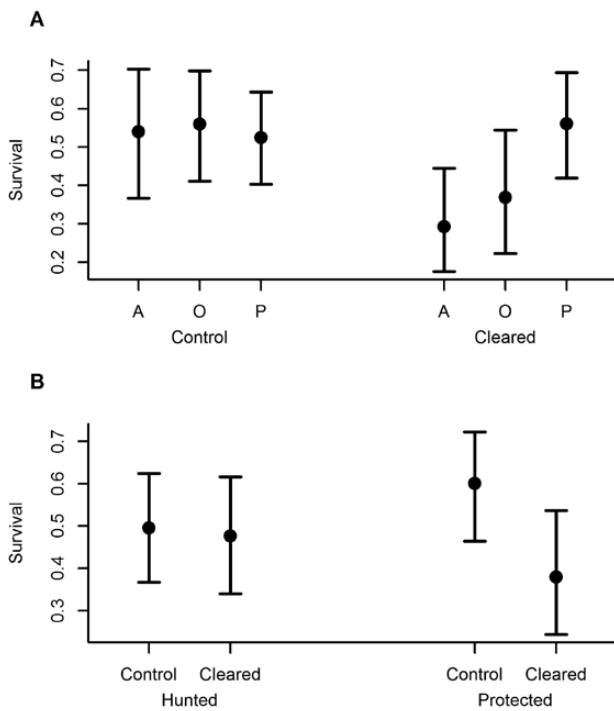 A
Survival
0.7
0.6
0.5
0.4
0.3
0.2
A O P A O P
Control Cleared
B
Survival
0.7
0.6
0.5
0.4
0.3
Control Cleared Control Cleared
Hunted Protected